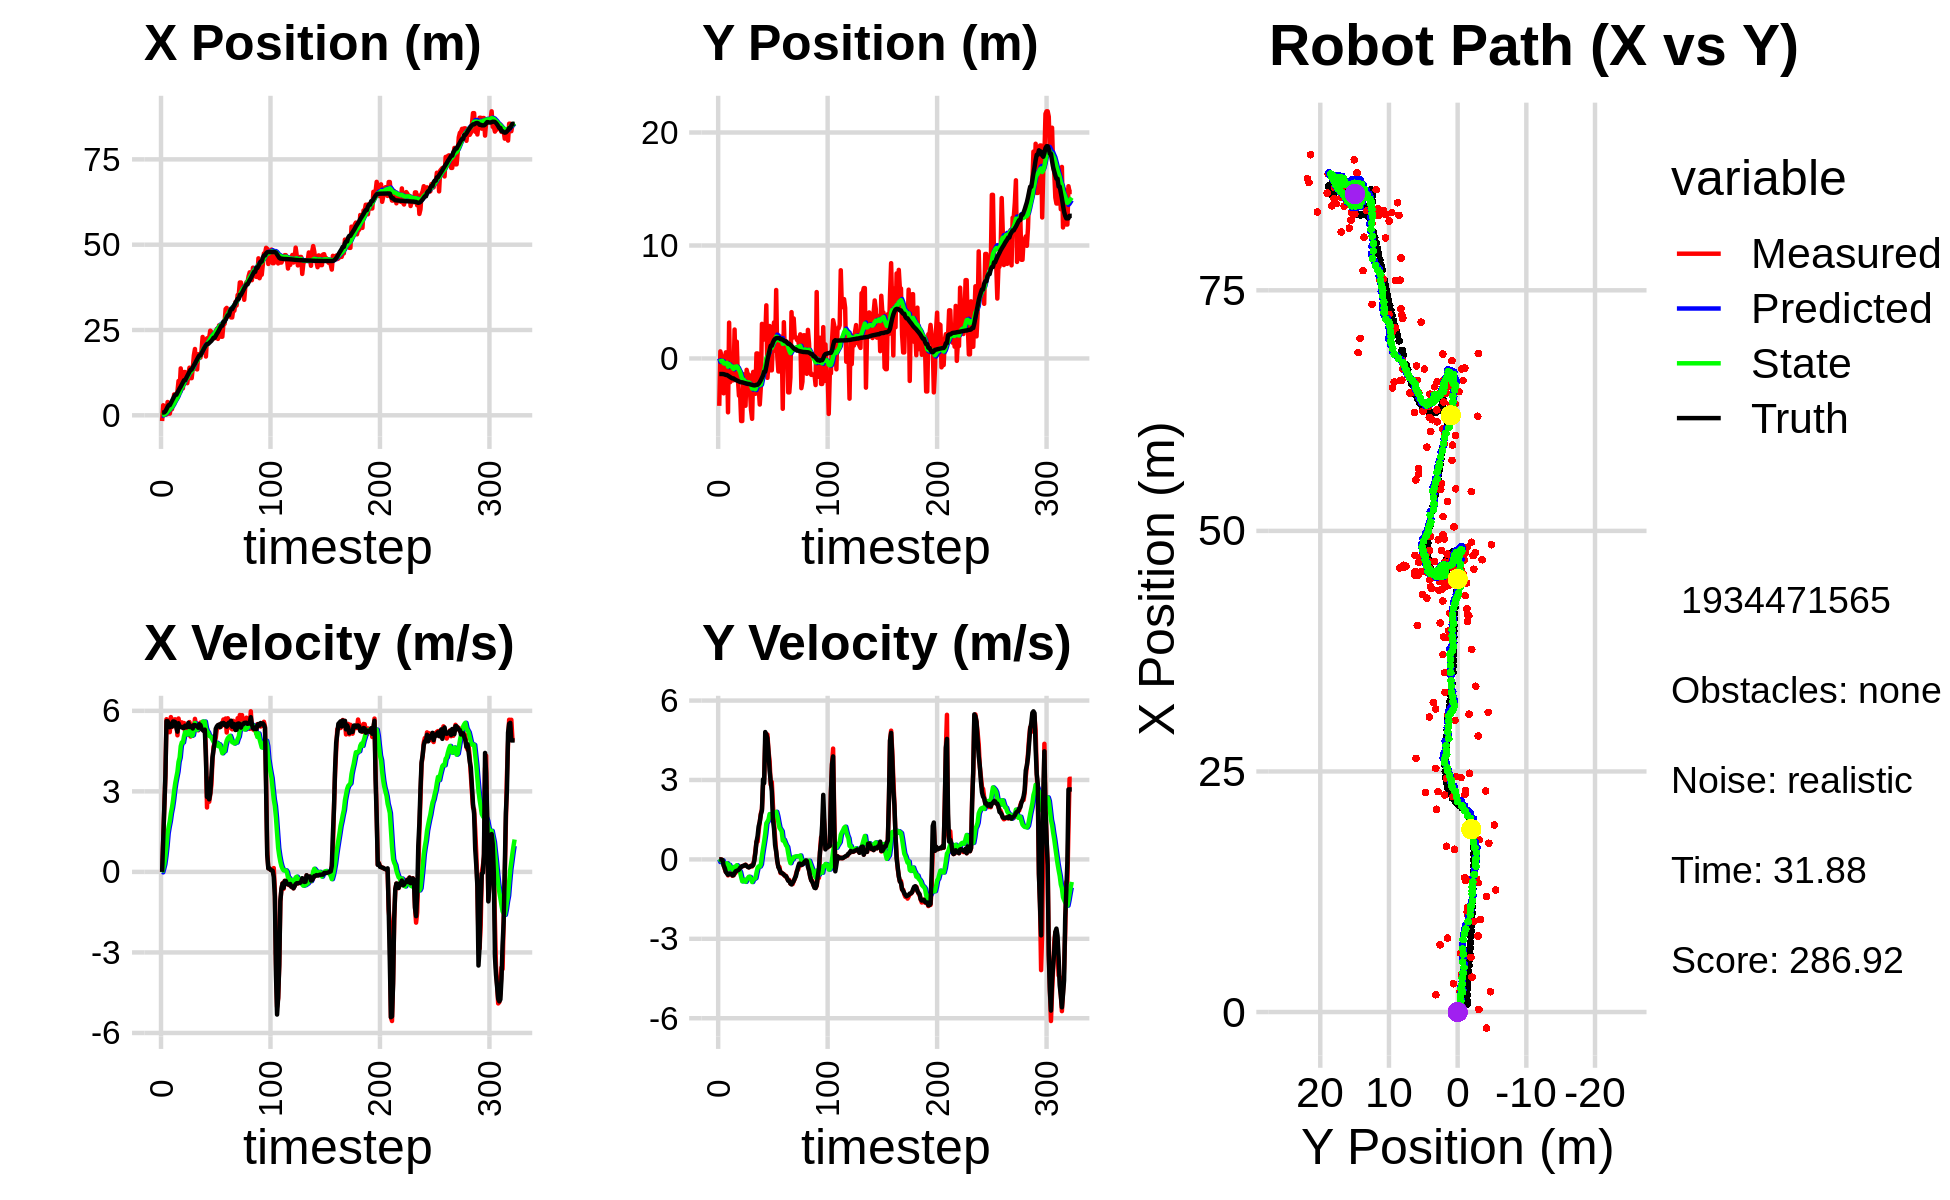 X Position (m)
75
50
25
0
0
100
200
300
timestep
Y Position (m)
20
10
0
0
100
200
300
timestep
X Velocity (m/s)
6
3
0
-3
-6
0
100
200
300
timestep
Y Velocity (m/s)
6
3
0
-3
-6
0
100
200
300
timestep
Robot Path (X vs Y)
X Position (m)
75
50
25
0
20 10 0 -10 -20
Y Position (m)
variable
Measured
Predicted
State
Truth
1934471565
Obstacles: none
Noise: realistic
Time: 31.88
Score: 286.92